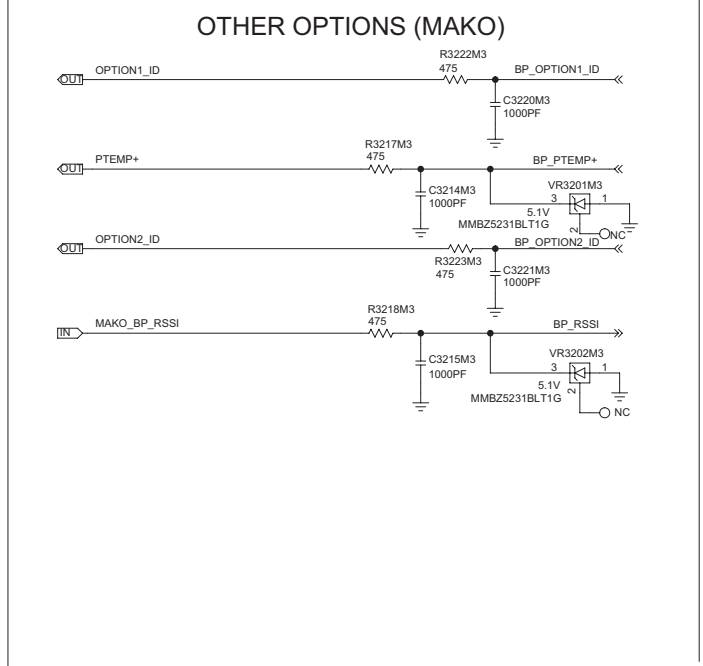 OTHER OPTIONS (MAKO)
R3222M3
475
OPTION1_ID
BP_OPTION1_ID
OUT
C3220M3
1000PF
R3217M3
475
PTEMP+
BP_PTEMP+
OUT
C3214M3
1000PF
VR3201M3
3
1
5.1V
MMBZ5231BLT1G
2
NC
OPTION2_ID
BP_OPTION2_ID
OUT
R3223M3
475
C3221M3
1000PF
R3218M3
475
MAKO_BP_RSSI
BP_RSSI
IN
C3215M3
1000PF
VR3202M3
3
1
5.1V
MMBZ5231BLT1G
2
NC